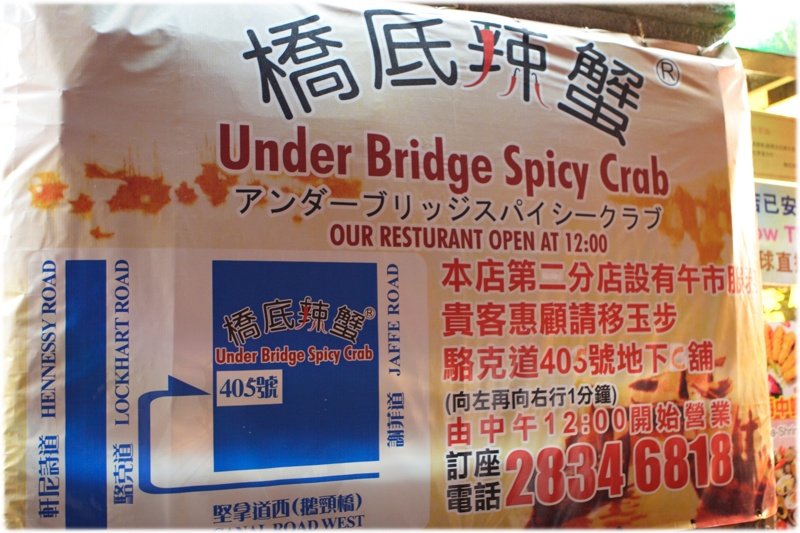 橋底辣蟹®
Under Bridge Spicy Crab
アンダーブリッジスパイシークラブ
OUR RESTURANT OPEN AT 12:00
本店第二分店設有午市
貴客惠顧請移玉步
駱克道405號地下C舖
(向左再向右行1分鐘)
由中午12:00開始營業
訂座
電話 2834 6818
軒尼詩道 HENNESSY ROAD
駱克道 LOCKHART ROAD
橋底辣蟹®
Under Bridge Spicy Crab
405號
謝菲道 JAFFE ROAD
堅拿道西(鵝頸橋)
CANAL ROAD WEST
已安
球直